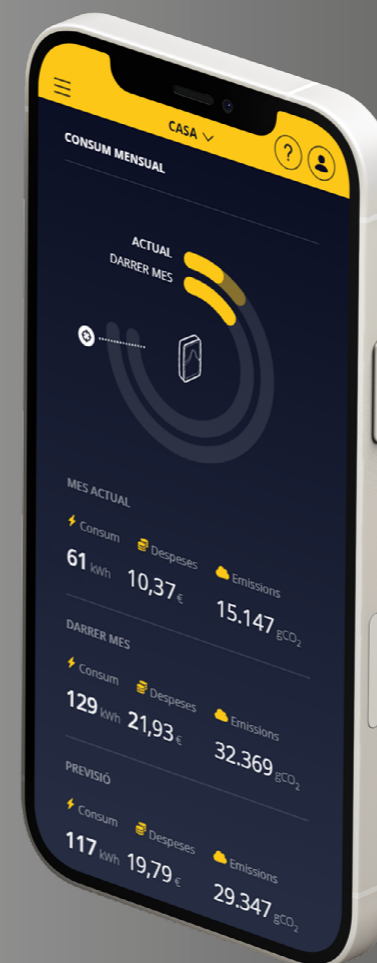 CASA
?
CONSUM MENSUAL
ACTUAL
DARRER MES
MES ACTUAL
Consum Despeses Emissions
61 kWh 10,37 € 15.147 gCO₂
DARRER MES
Consum Despeses Emissions
129 kWh 21,93 € 32.369 gCO₂
PREVISIÓ
Consum Despeses Emissions
117 kWh 19,79 € 29.347 gCO₂